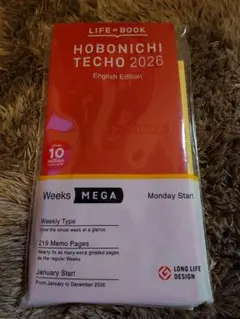 LIFE BOOK
HOBONICHI
TECHO 2026
English Edition
over
10
million
Weeks MEGA
Monday Start
Weekly Type
View the whole week at a glance.
219 Memo Pages
Nearly 3x as many extra gridded pages
as the regular Weeks
January Start
From January to December 2026
LONG LIFE
DESIGN